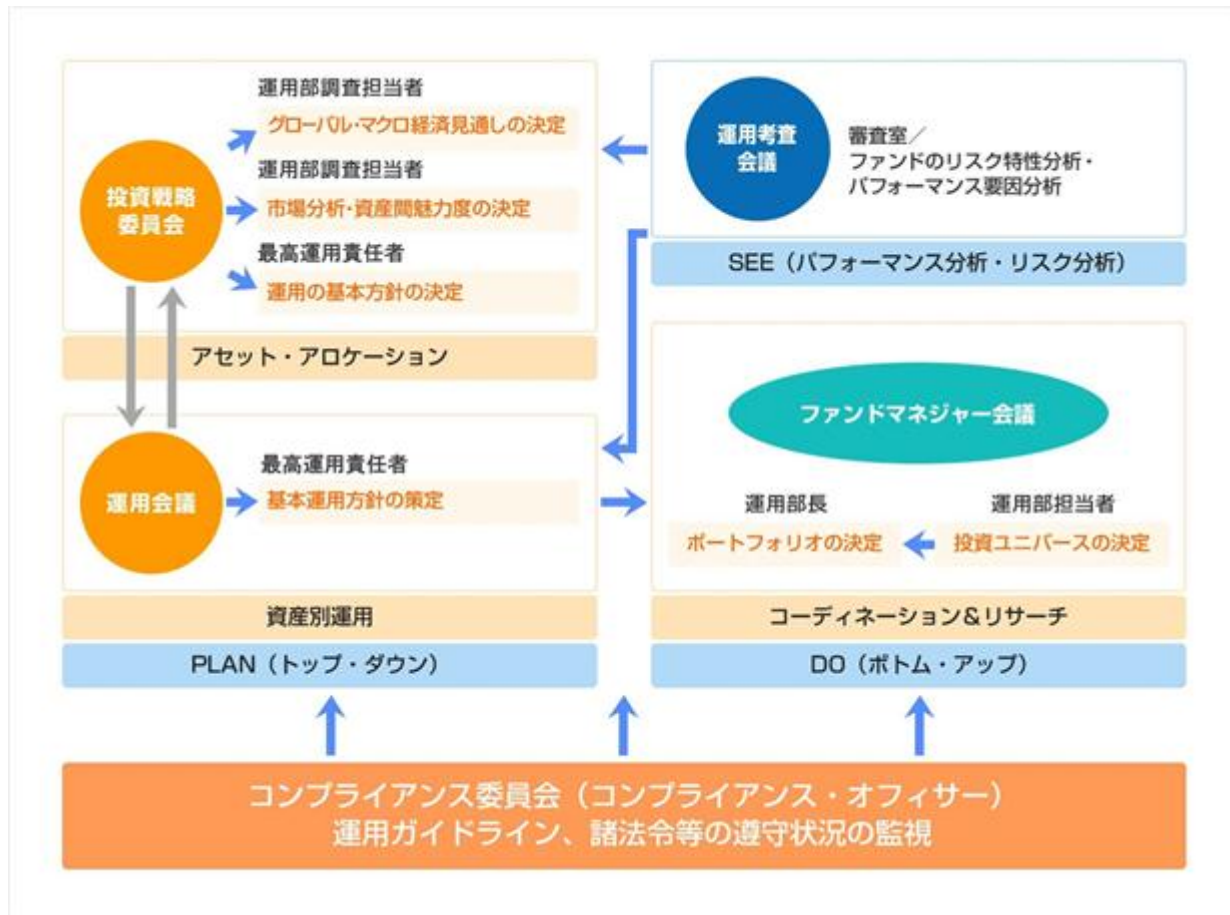 運用部調査担当者
グローバル・マクロ経済見通しの決定
投資戦略
委員会
運用部調査担当者
市場分析・資産間魅力度の決定
最高運用責任者
運用の基本方針の決定
アセット・アロケーション
運用会議
最高運用責任者
基本運用方針の策定
資産別運用
PLAN（トップ・ダウン）
運用考査
会議
審査室／
ファンドのリスク特性分析・
パフォーマンス要因分析
SEE（パフォーマンス分析・リスク分析）
ファンドマネジャー会議
運用部長
ポートフォリオの決定
運用部担当者
投資ユニバースの決定
コーディネーション＆リサーチ
DO（ボトム・アップ）
コンプライアンス委員会（コンプライアンス・オフィサー）
運用ガイドライン、諸法令等の遵守状況の監視